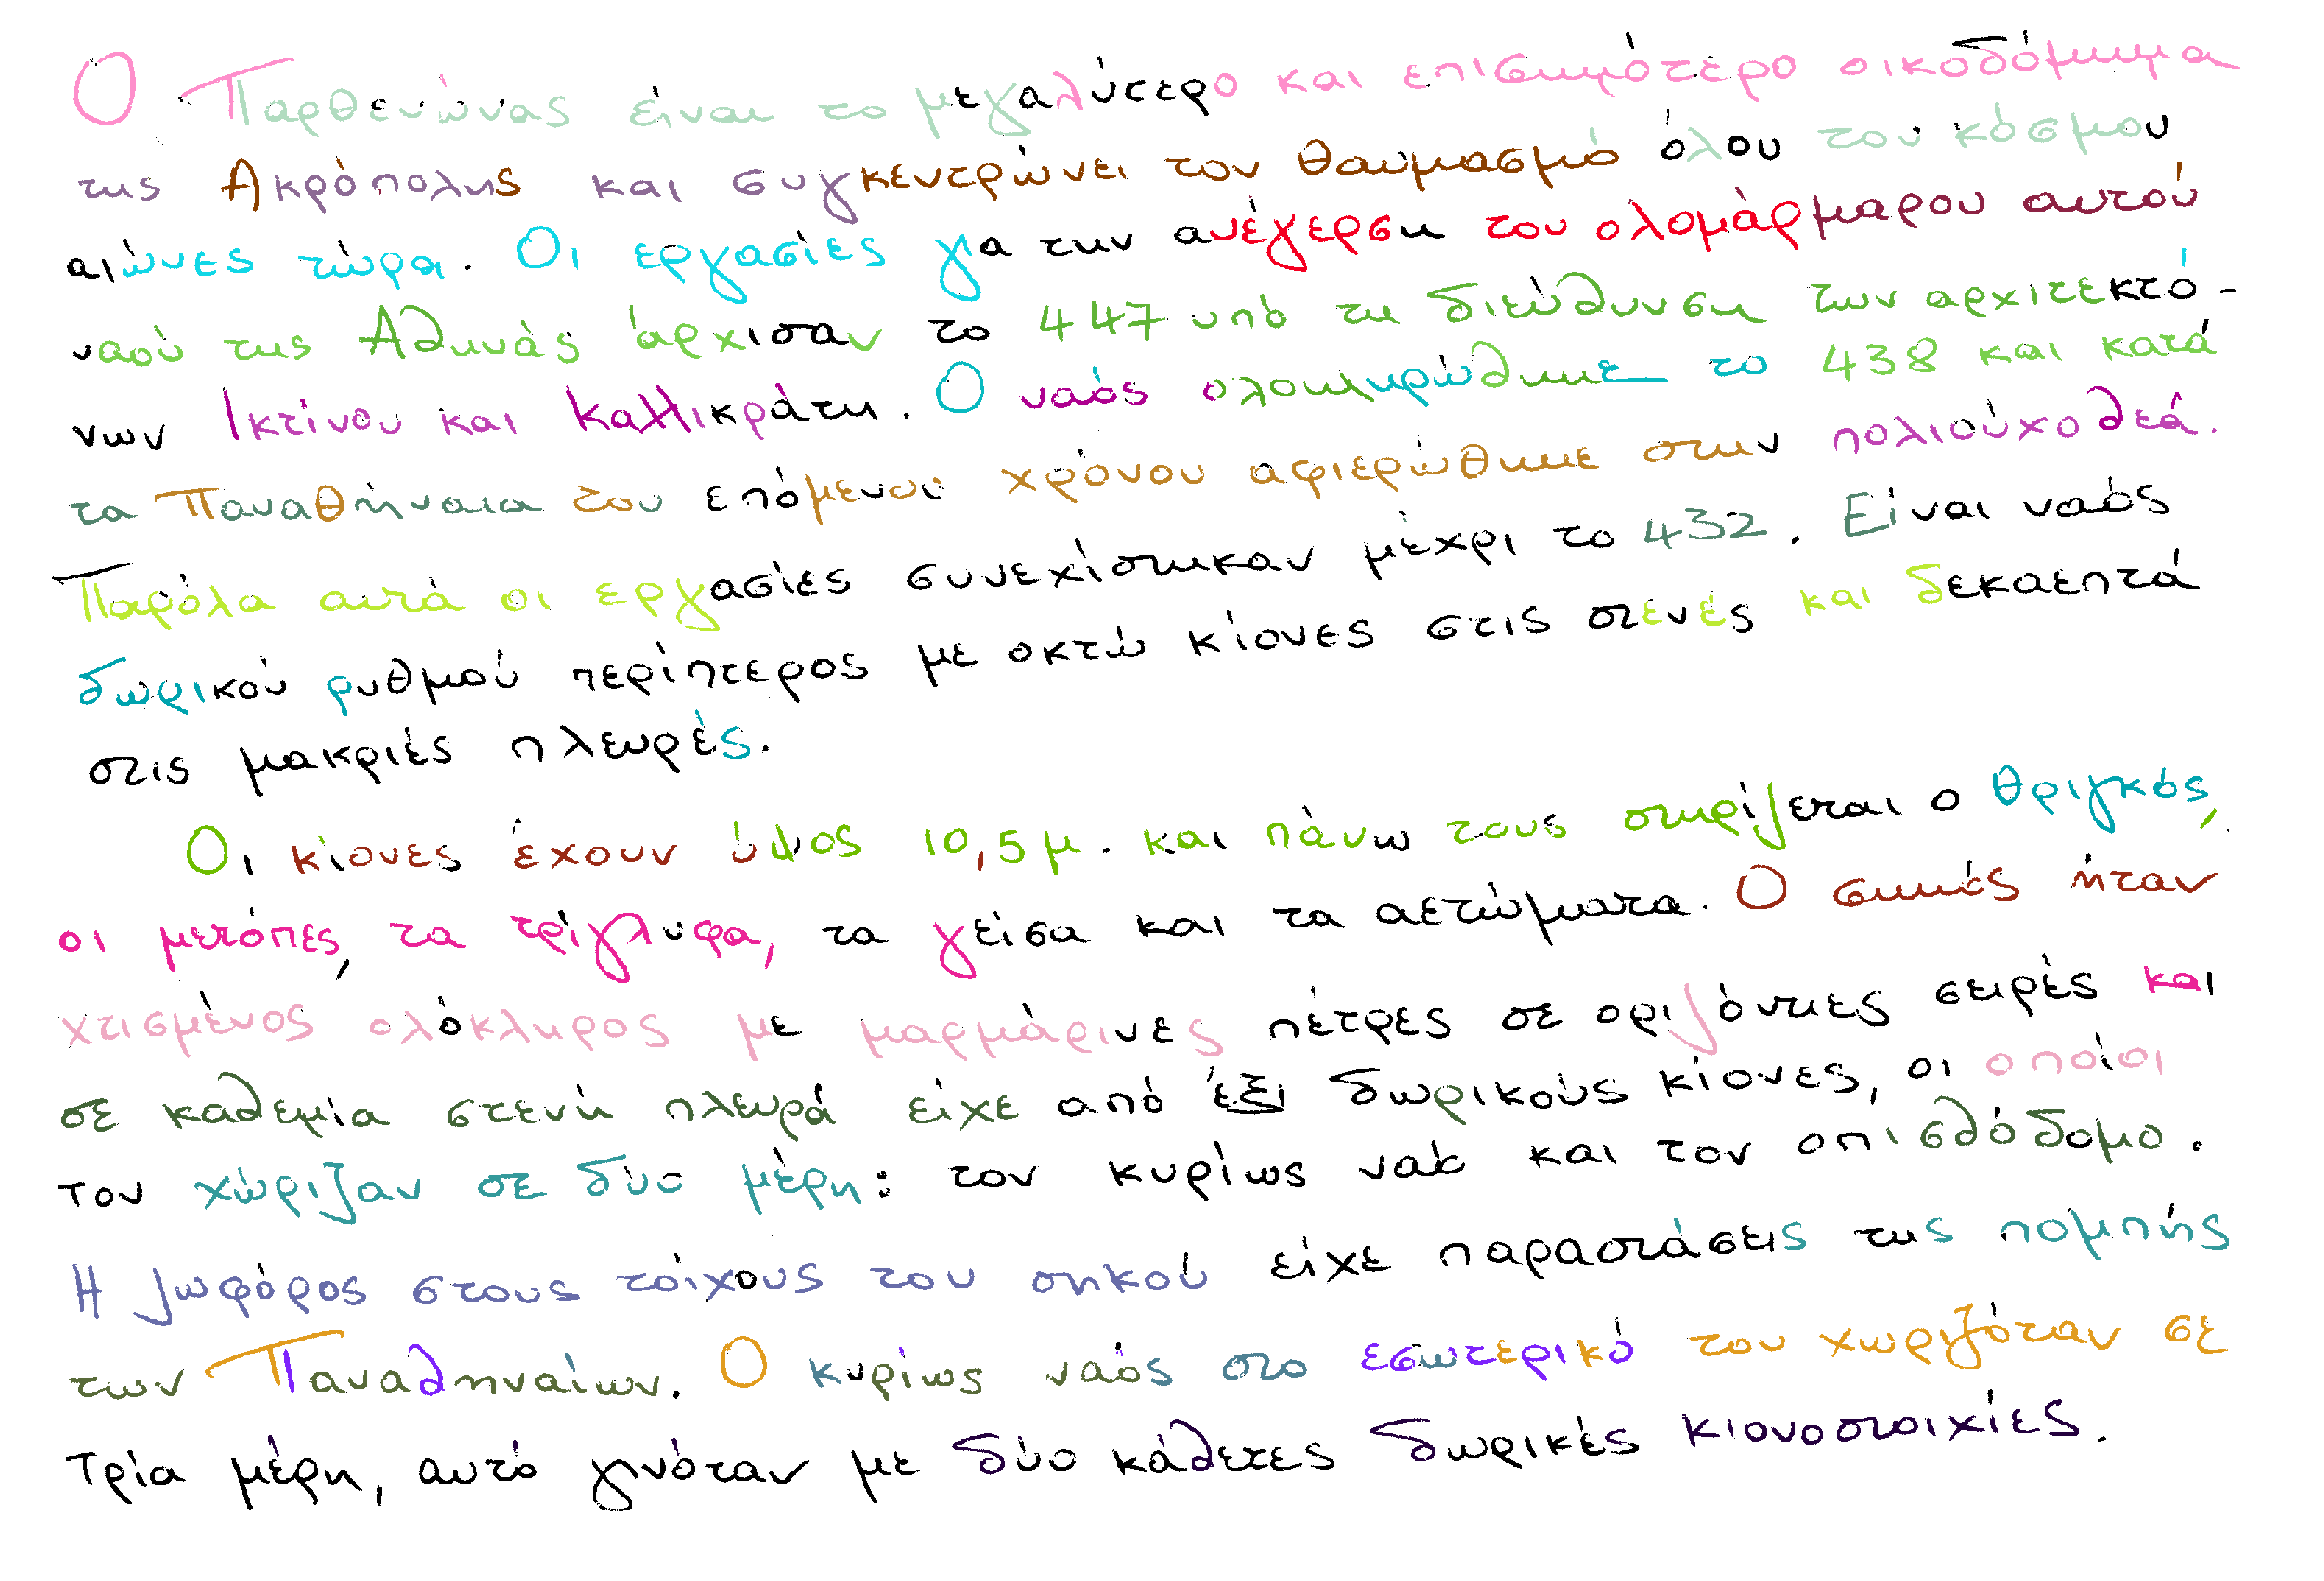 Ο Παρθενώνας είναι το μεγαλύτερο και επισημότερο οικοδόμημα
της Ακρόπολης και συγκεντρώνει τον θαυμασμό όλου του κόσμου
αιώνες τώρα. Οι εργασίες για την ανέγερση του ολομάρμαρου αυτού
ναού της Αθηνάς άρχισαν το 447 υπό τη διεύθυνση των αρχιτεκτό-
νων Ικτίνου και Καλλικράτη. Ο ναός ολοκληρώθηκε το 438 και κατά
τα Παναθήναια του επόμενου χρόνου αφιερώθηκε στην πολιούχο θεά.
Παρόλα αυτά οι εργασίες συνεχίστηκαν μέχρι το 432. Είναι ναός
δωρικού ρυθμού περίπτερος με οκτώ κίονες στις στενές και δεκαεπτά
στις μακριές πλευρές.
Οι κίονες έχουν ύψος 10,5 μ. και πάνω τους στηρίζεται ο θριγκός,
οι μετόπες, τα τρίγλυφα, τα γείσα και τα αετώματα. Ο σηκός ήταν
χτισμένος ολόκληρος με μαρμάρινες πέτρες σε οριζόντιες σειρές και
σε καθεμία στενή πλευρά είχε από έξι δωρικούς κίονες, οι οποίοι
τον χώριζαν σε δύο μέρη: τον κυρίως ναό και τον οπισθόδομο.
Η ζωφόρος στους τοίχους του σηκού είχε παραστάσεις της πομπής
των Παναθηναίων. Ο κυρίως ναός στο εσωτερικό του χωριζόταν σε
τρία μέρη, αυτό γινόταν με δύο κάθετες δωρικές κιονοστοιχίες.